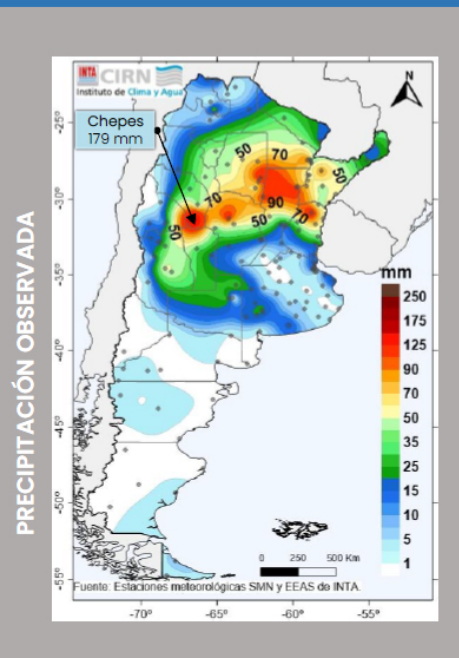 PRECIPITACIÓN OBSERVADA
INTA CIRN
Instituto de Clima y Agua
N
Chepes
179 mm
50
70
50
70
90
50
70
50
-25°
-30°
-35°
-40°
-45°
-50°
-55°
mm
250
175
125
90
70
50
35
25
15
10
5
1
0 250 500 Km
Fuente: Estaciones meteorológicas SMN y EEAS de INTA.
-70° -65° -60° -55°